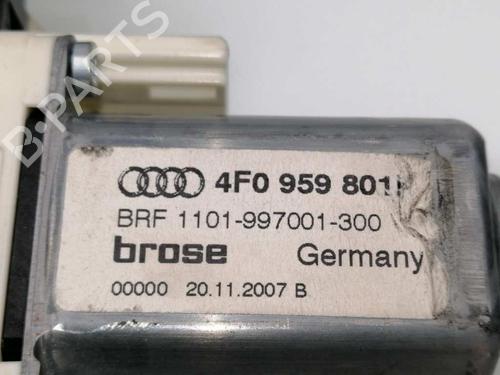 B-PARTS
4F0 959 801
BRF 1101-997001-300
brose Germany
00000 20.11.2007 B